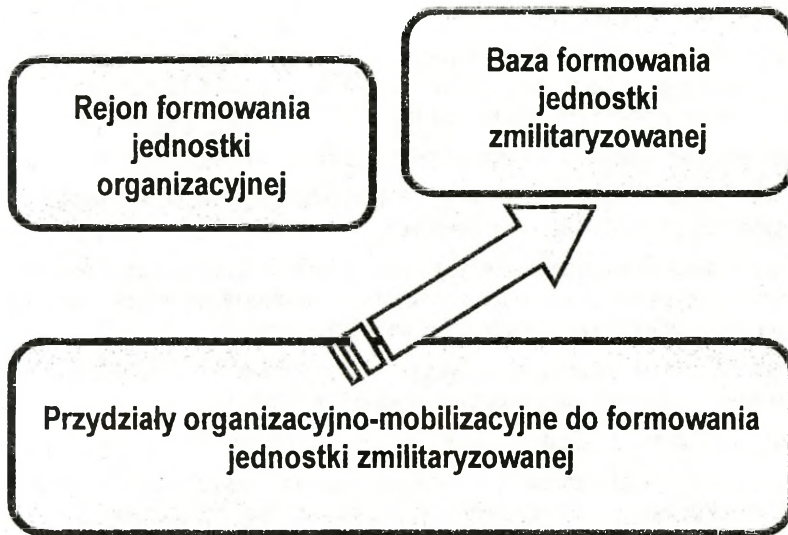 Rejon formowania
jednostki
organizacyjnej
Baza formowania
jednostki
zmilitaryzowanej
Przydziały organizacyjno-mobilizacyjne do formowania
jednostki zmilitaryzowanej